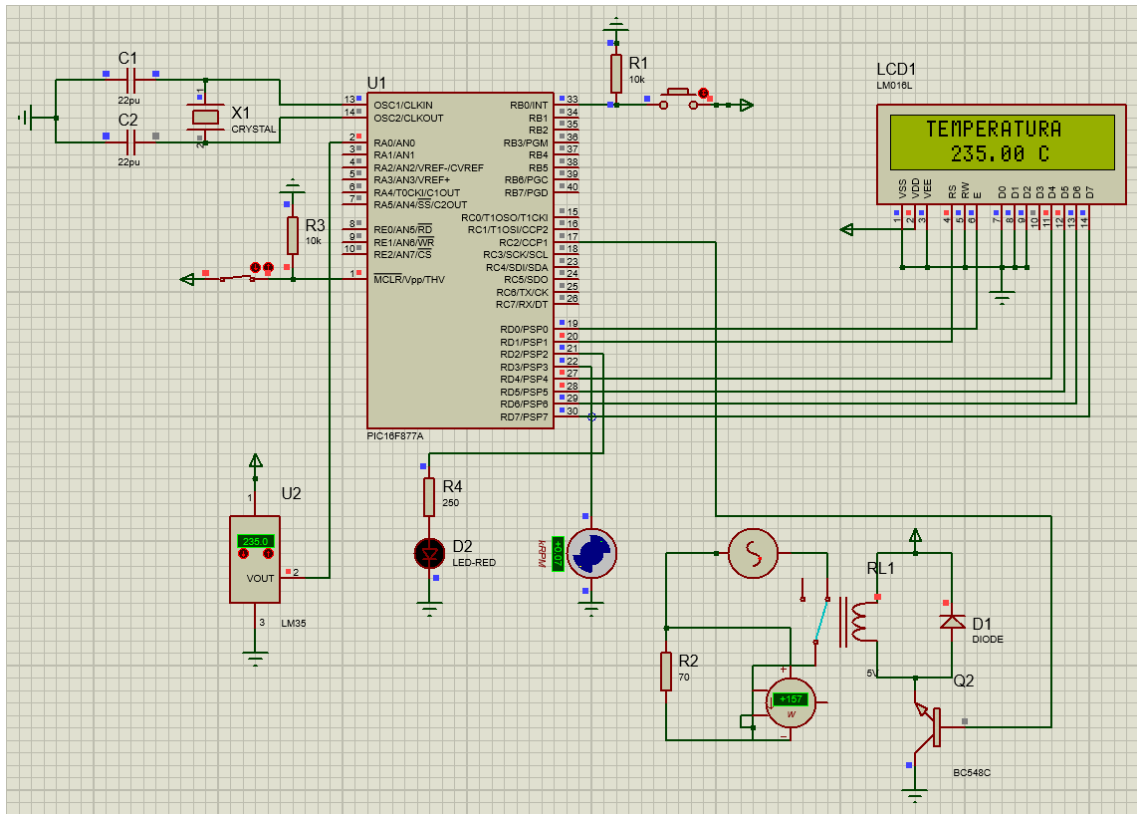 C1
22pu
C2
22pu
X1
CRYSTAL
1
2
R3
10k
U1
13 OSC1/CLKIN
14 OSC2/CLKOUT
2 RA0/AN0
3 RA1/AN1
4 RA2/AN2/VREF-/CVREF
5 RA3/AN3/VREF+
6 RA4/T0CKI/C1OUT
7 RA5/AN4/SS/C2OUT
8 RE0/AN5/RD
9 RE1/AN6/WR
10 RE2/AN7/CS
1 MCLR/Vpp/THV
RB0/INT 33
RB1 34
RB2 35
RB3/PGM 36
RB4 37
RB5 38
RB6/PGC 39
RB7/PGD 40
RC0/T1OSO/T1CKI 15
RC1/T1OSI/CCP2 16
RC2/CCP1 17
RC3/SCK/SCL 18
RC4/SDI/SDA 23
RC5/SDO 24
RC6/TX/CK 25
RC7/RX/DT 26
RD0/PSP0 19
RD1/PSP1 20
RD2/PSP2 21
RD3/PSP3 22
RD4/PSP4 27
RD5/PSP5 28
RD6/PSP6 29
RD7/PSP7 30
PIC16F877A
R1
10k
LCD1
LM016L
TEMPERATURA
235.00 C
VSS VDD VEE RS RW E D0 D1 D2 D3 D4 D5 D6 D7
1 2 3 4 5 6 7 8 9 10 11 12 13 14
U2
1
235.0
VOUT 2
3
LM35
R4
250
D2
LED-RED
+0.07
kRPM
RL1
5V
D1
DIODE
R2
70
+157
W
+
-
Q2
BC548C